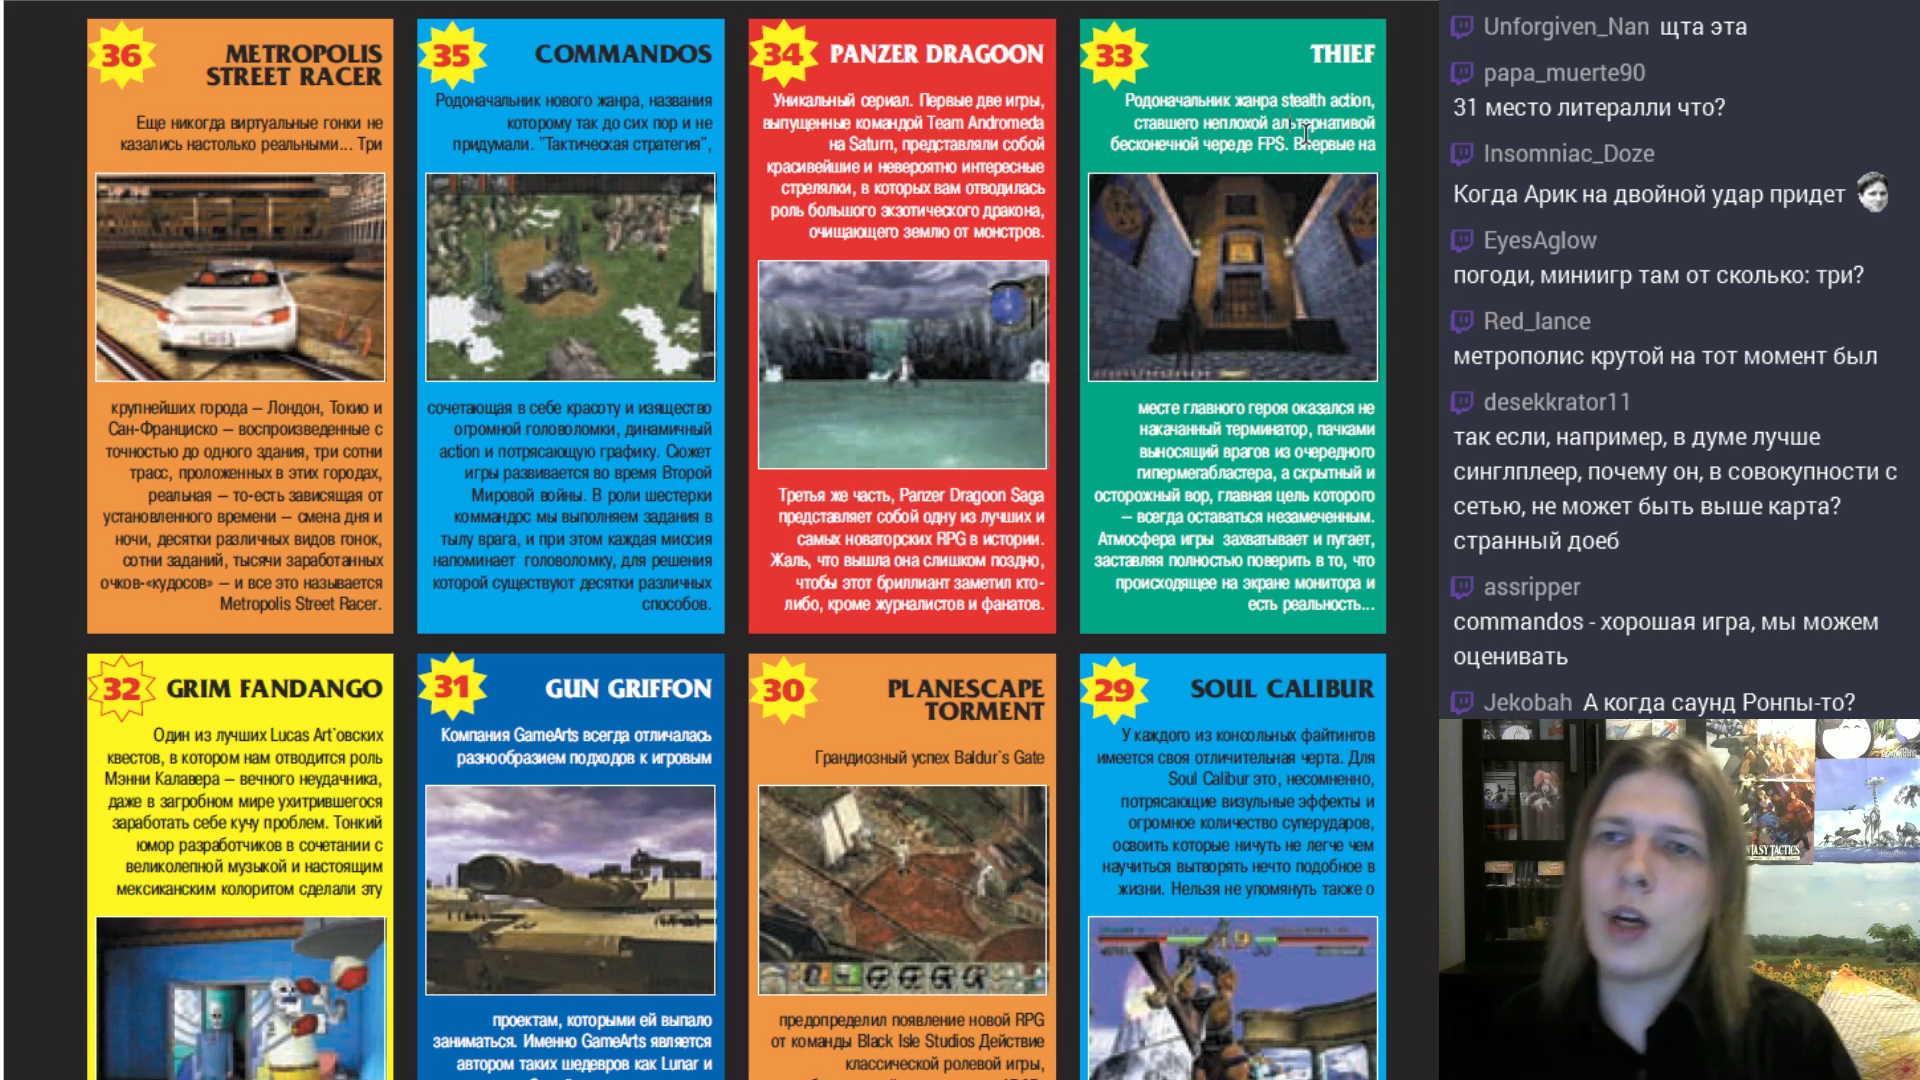 36
METROPOLIS
STREET RACER
Еще никогда виртуальные гонки не
казались настолько реальными... Три
крупнейших города – Лондон, Токио и
Сан-Франциско – воспроизведенные с
точностью до одного здания, три сотни
трасс, проложенных в этих городах,
реальная – то-есть зависящая от
установленного времени – смена дня и
ночи, десятки различных видов гонок,
сотни заданий, тысячи заработанных
очков-«кудосов» – и все это называется
Metropolis Street Racer.
35
COMMANDOS
Родоначальник нового жанра, названия
которому так до сих пор и не
придумали. "Тактическая стратегия",
сочетающая в себе красоту и изящество
огромной головоломки, динамичный
action и потрясающую графику. Сюжет
игры развивается во время Второй
Мировой войны. В роли шестерки
коммандос мы выполняем задания в
тылу врага, и при этом каждая миссия
напоминает головоломку, для решения
которой существуют десятки различных
способов.
34
PANZER DRAGOON
Уникальный сериал. Первые две игры,
выпущенные командой Team Andromeda
на Saturn, представляли собой
красивейшие и невероятно интересные
стрелялки, в которых вам отводилась
роль большого экзотического дракона,
очищающего землю от монстров.
Третья же часть, Panzer Dragoon Saga
представляет собой одну из лучших и
самых новаторских RPG в истории.
Жаль, что вышла она слишком поздно,
чтобы этот бриллиант заметил кто-
либо, кроме журналистов и фанатов.
33
THIEF
Родоначальник жанра stealth action,
ставшего неплохой альтернативой
бесконечной череде FPS. Впервые на
месте главного героя оказался не
накачанный терминатор, пачками
выносящий врагов из очередного
гипермегабластера, а скрытный и
осторожный вор, главная цель которого
– всегда оставаться незамеченным.
Атмосфера игры захватывает и пугает,
заставляя полностью поверить в то, что
происходящее на экране монитора и
есть реальность...
32
GRIM FANDANGO
Один из лучших Lucas Art`овских
квестов, в котором нам отводится роль
Мэнни Калавера – вечного неудачника,
даже в загробном мире ухитрившегося
заработать себе кучу проблем. Тонкий
юмор разработчиков в сочетании с
великолепной музыкой и настоящим
мексиканским колоритом сделали эту
31
GUN GRIFFON
Компания GameArts всегда отличалась
разнообразием подходов к игровым
проектам, которыми ей выпало
заниматься. Именно GameArts является
автором таких шедевров как Lunar и
30
PLANESCAPE
TORMENT
Грандиозный успех Baldur`s Gate
предопределил появление новой RPG
от команды Black Isle Studios Действие
классической ролевой игры,
29
SOUL CALIBUR
У каждого из консольных файтингов
имеется своя отличительная черта. Для
Soul Calibur это, несомненно,
потрясающие визульные эффекты и
огромное количество суперударов,
освоить которые ничуть не легче чем
научиться вытворять нечто подобное в
жизни. Нельзя не упомянуть также о
Unforgiven_Nan щта эта
papa_muerte90
31 место литералли что?
Insomniac_Doze
Когда Арик на двойной удар придет
EyesAglow
погоди, миниигр там от сколько: три?
Red_lance
метрополис крутой на тот момент был
desekkrator11
так если, например, в думе лучше
синглплеер, почему он, в совокупности с
сетью, не может быть выше карта?
странный доеб
assripper
commandos - хорошая игра, мы можем
оценивать
Jekobah А когда саунд Ронпы-то?
TACTICS